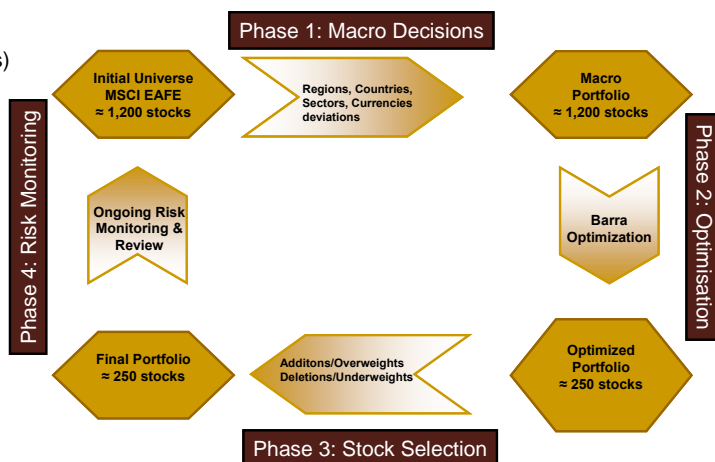 Phase 1: Macro Decisions
s)
Initial Universe
MSCI EAFE
≈ 1,200 stocks
Regions, Countries,
Sectors, Currencies
deviations
Macro
Portfolio
≈ 1,200 stocks
Phase 2: Optimisation
Barra
Optimization
Optimized
Portfolio
≈ 250 stocks
Additons/Overweights
Deletions/Underweights
Phase 3: Stock Selection
Final Portfolio
≈ 250 stocks
Phase 4: Risk Monitoring
Ongoing Risk
Monitoring &
Review